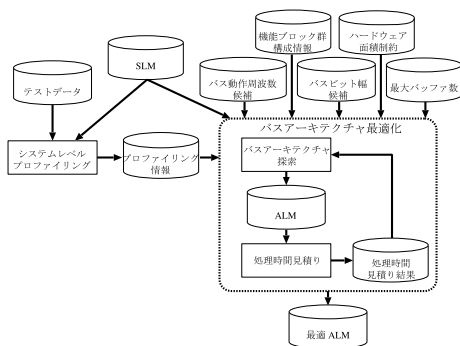 機能ブロック群
構成情報
ハードウェア
面積制約
SLM
テストデータ
バス動作周波数
候補
バスビット幅
候補
最大バッファ数
バスアーキテクチャ最適化
システムレベル
プロファイリング
プロファイリング
情報
バスアーキテクチャ
探索
ALM
処理時間見積り
処理時間
見積り結果
最適 ALM